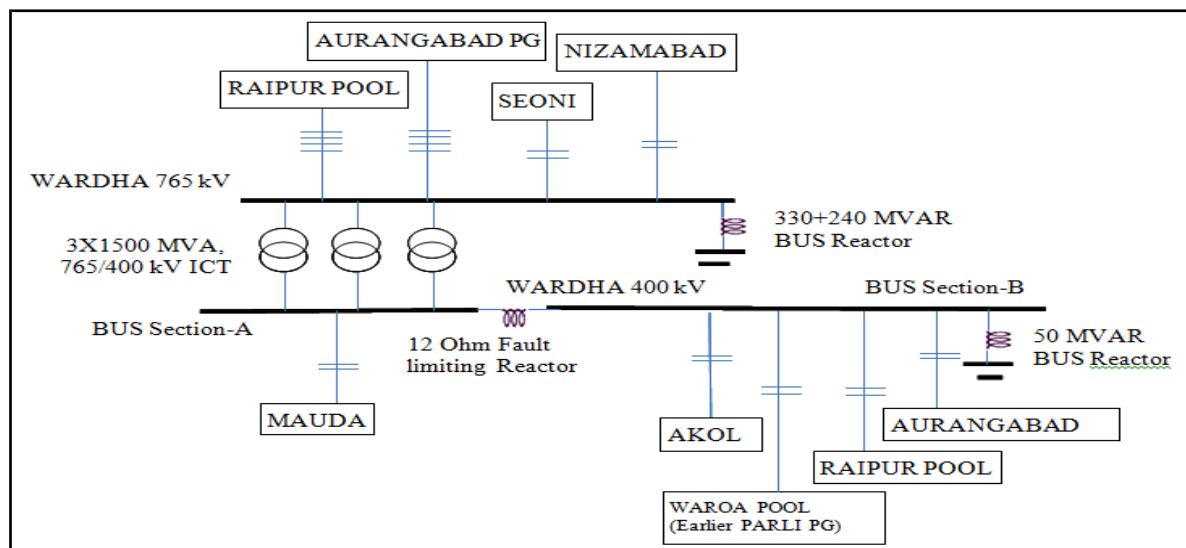 AURANGABAD PG
NIZAMABAD
RAIPUR POOL
SEONI
WARDHA 765 kV
330+240 MVAR
BUS Reactor
3X1500 MVA,
765/400 kV ICT
WARDHA 400 kV
BUS Section-B
BUS Section-A
12 Ohm Fault
limiting Reactor
50 MVAR
BUS Reactor
MAUDA
AKOL
AURANGABAD
RAIPUR POOL
WAROA POOL
(Earlier PARLI PG)